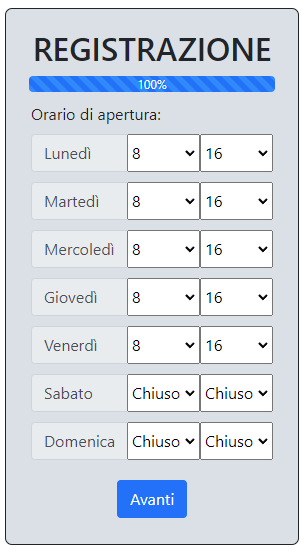 REGISTRAZIONE
100%
Orario di apertura:
Lunedì 8 16
Martedì 8 16
Mercoledì 8 16
Giovedì 8 16
Venerdì 8 16
Sabato Chiuso Chiuso
Domenica Chiuso Chiuso
Avanti